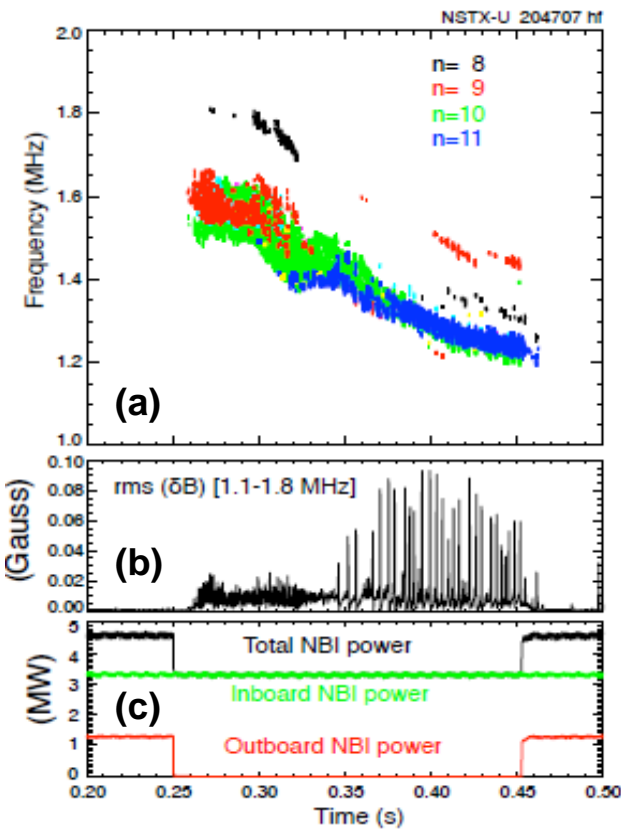 NSTX-U 204707 hf
2.0
1.8
1.6
1.4
1.2
1.0
Frequency (MHz)
n= 8
n= 9
n=10
n=11
(a)
0.10
0.08
0.06
0.04
0.02
0.00
(Gauss)
rms (δB) [1.1-1.8 MHz]
(b)
5
4
3
2
1
0
(MW)
Total NBI power
Inboard NBI power
(c)
Outboard NBI power
0.20 0.25 0.30 0.35 0.40 0.45 0.50
Time (s)